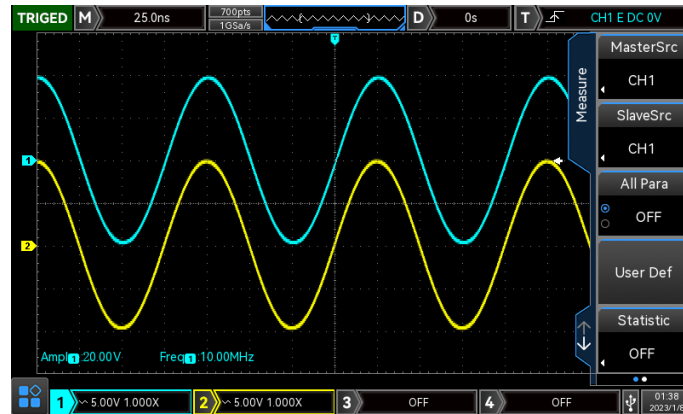 TRIGED M 25.0ns 700pts 1GSa/s D 0s T CH1 E DC 0V
T
Measure
MasterSrc
CH1
SlaveSrc
CH1
All Para
OFF
User Def
Statistic
OFF
1
2
Ampl 1 :20.00V Freq 1 :10.00MHz
1 ~ 5.00V 1.000X 2 ~ 5.00V 1.000X 3 OFF 4 OFF 01:38
2023/1/8